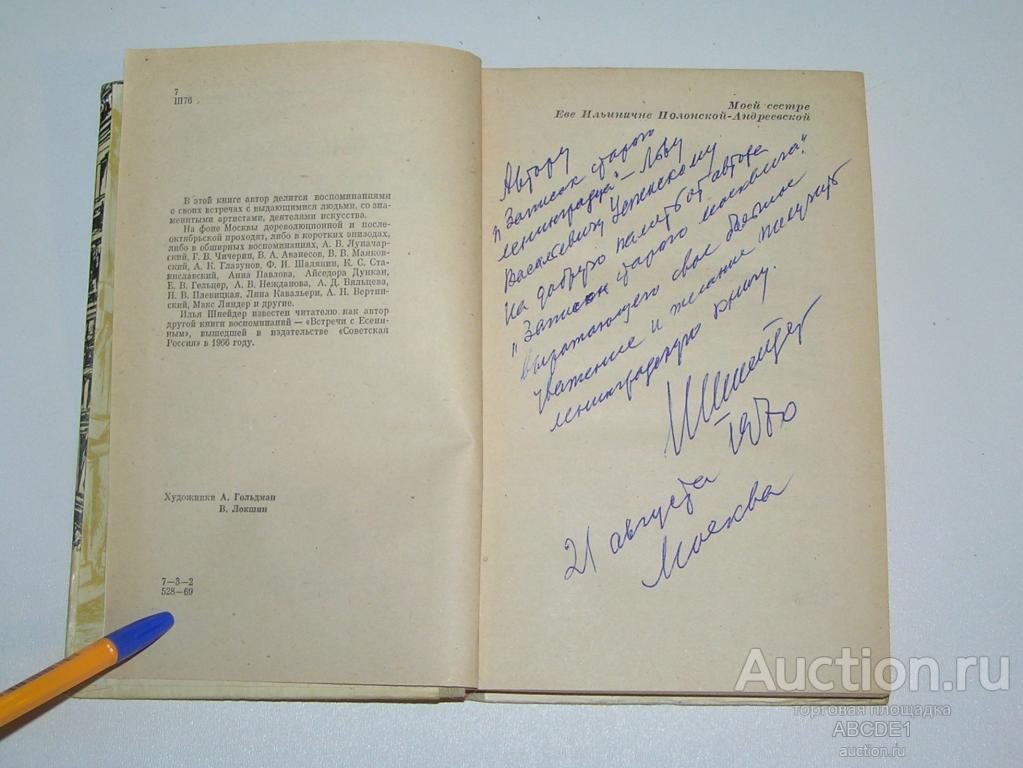 7
Ш76
В этой книге автор делится воспоминаниями
о своих встречах с выдающимися людьми, со зна-
менитыми артистами, деятелями искусства.
На фоне Москвы дореволюционной и после-
октябрьской проходят, либо в коротких эпизодах,
либо в обширных воспоминаниях, А. В. Луначар-
ский, Г. В. Чичерин, В. А. Аванесов, В. В. Маяков-
ский, А. К. Глазунов, Ф. И. Шаляпин, К. С. Ста-
ниславский, Анна Павлова, Айседора Дункан,
Е. В. Гельцер, А. В. Нежданова, А. Д. Вяльцева,
Н. В. Плевицкая, Лина Кавальери, А. Н. Вертин-
ский, Макс Линдер и другие.
Илья Шнейдер известен читателю как автор
другой книги воспоминаний — «Встречи с Есени-
ным», вышедшей в издательстве «Советская
Россия» в 1966 году.
Художники А. Гольдман
В. Локшин
7—3—2
528—69
Моей сестре
Еве Ильиничне Полонской-Андреевской
Автору
"Записок старого
ленинградца" – Льву
Васильевичу Успенскому
на добрую память от автора
"Записок старого москвича"
выражающего свое большое
уважение и желание получить
ленинградскую книгу.
ИШнейдер
21 августа 1970
Москва
Auction.ru
торговая площадка
ABCDE1
auction.ru